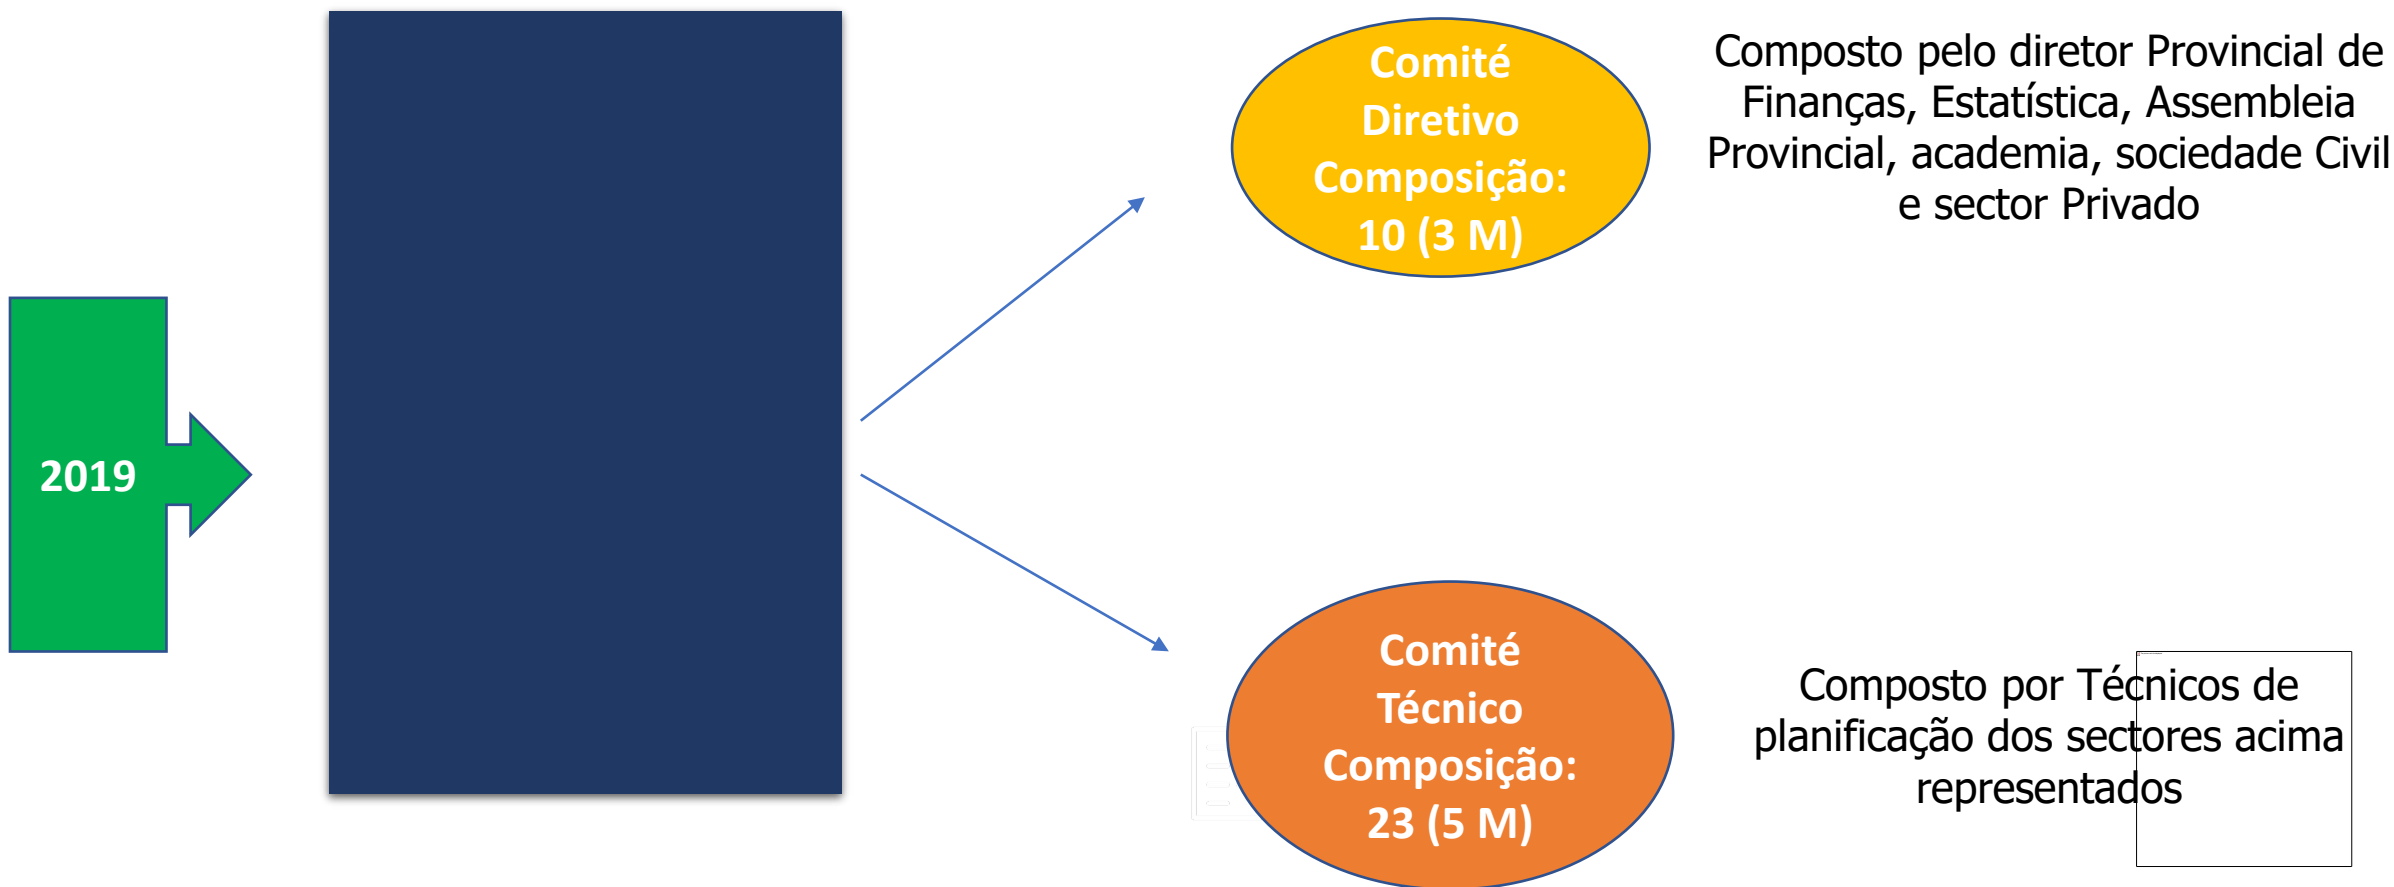 Comité
Diretivo
Composição:
10 (3 M)
Composto pelo diretor Provincial de
Finanças, Estatística, Assembleia
Provincial, academia, sociedade Civil
e sector Privado
2019
Comité
Técnico
Composição:
23 (5 M)
Composto por Técnicos de
planificação dos sectores acima
representados